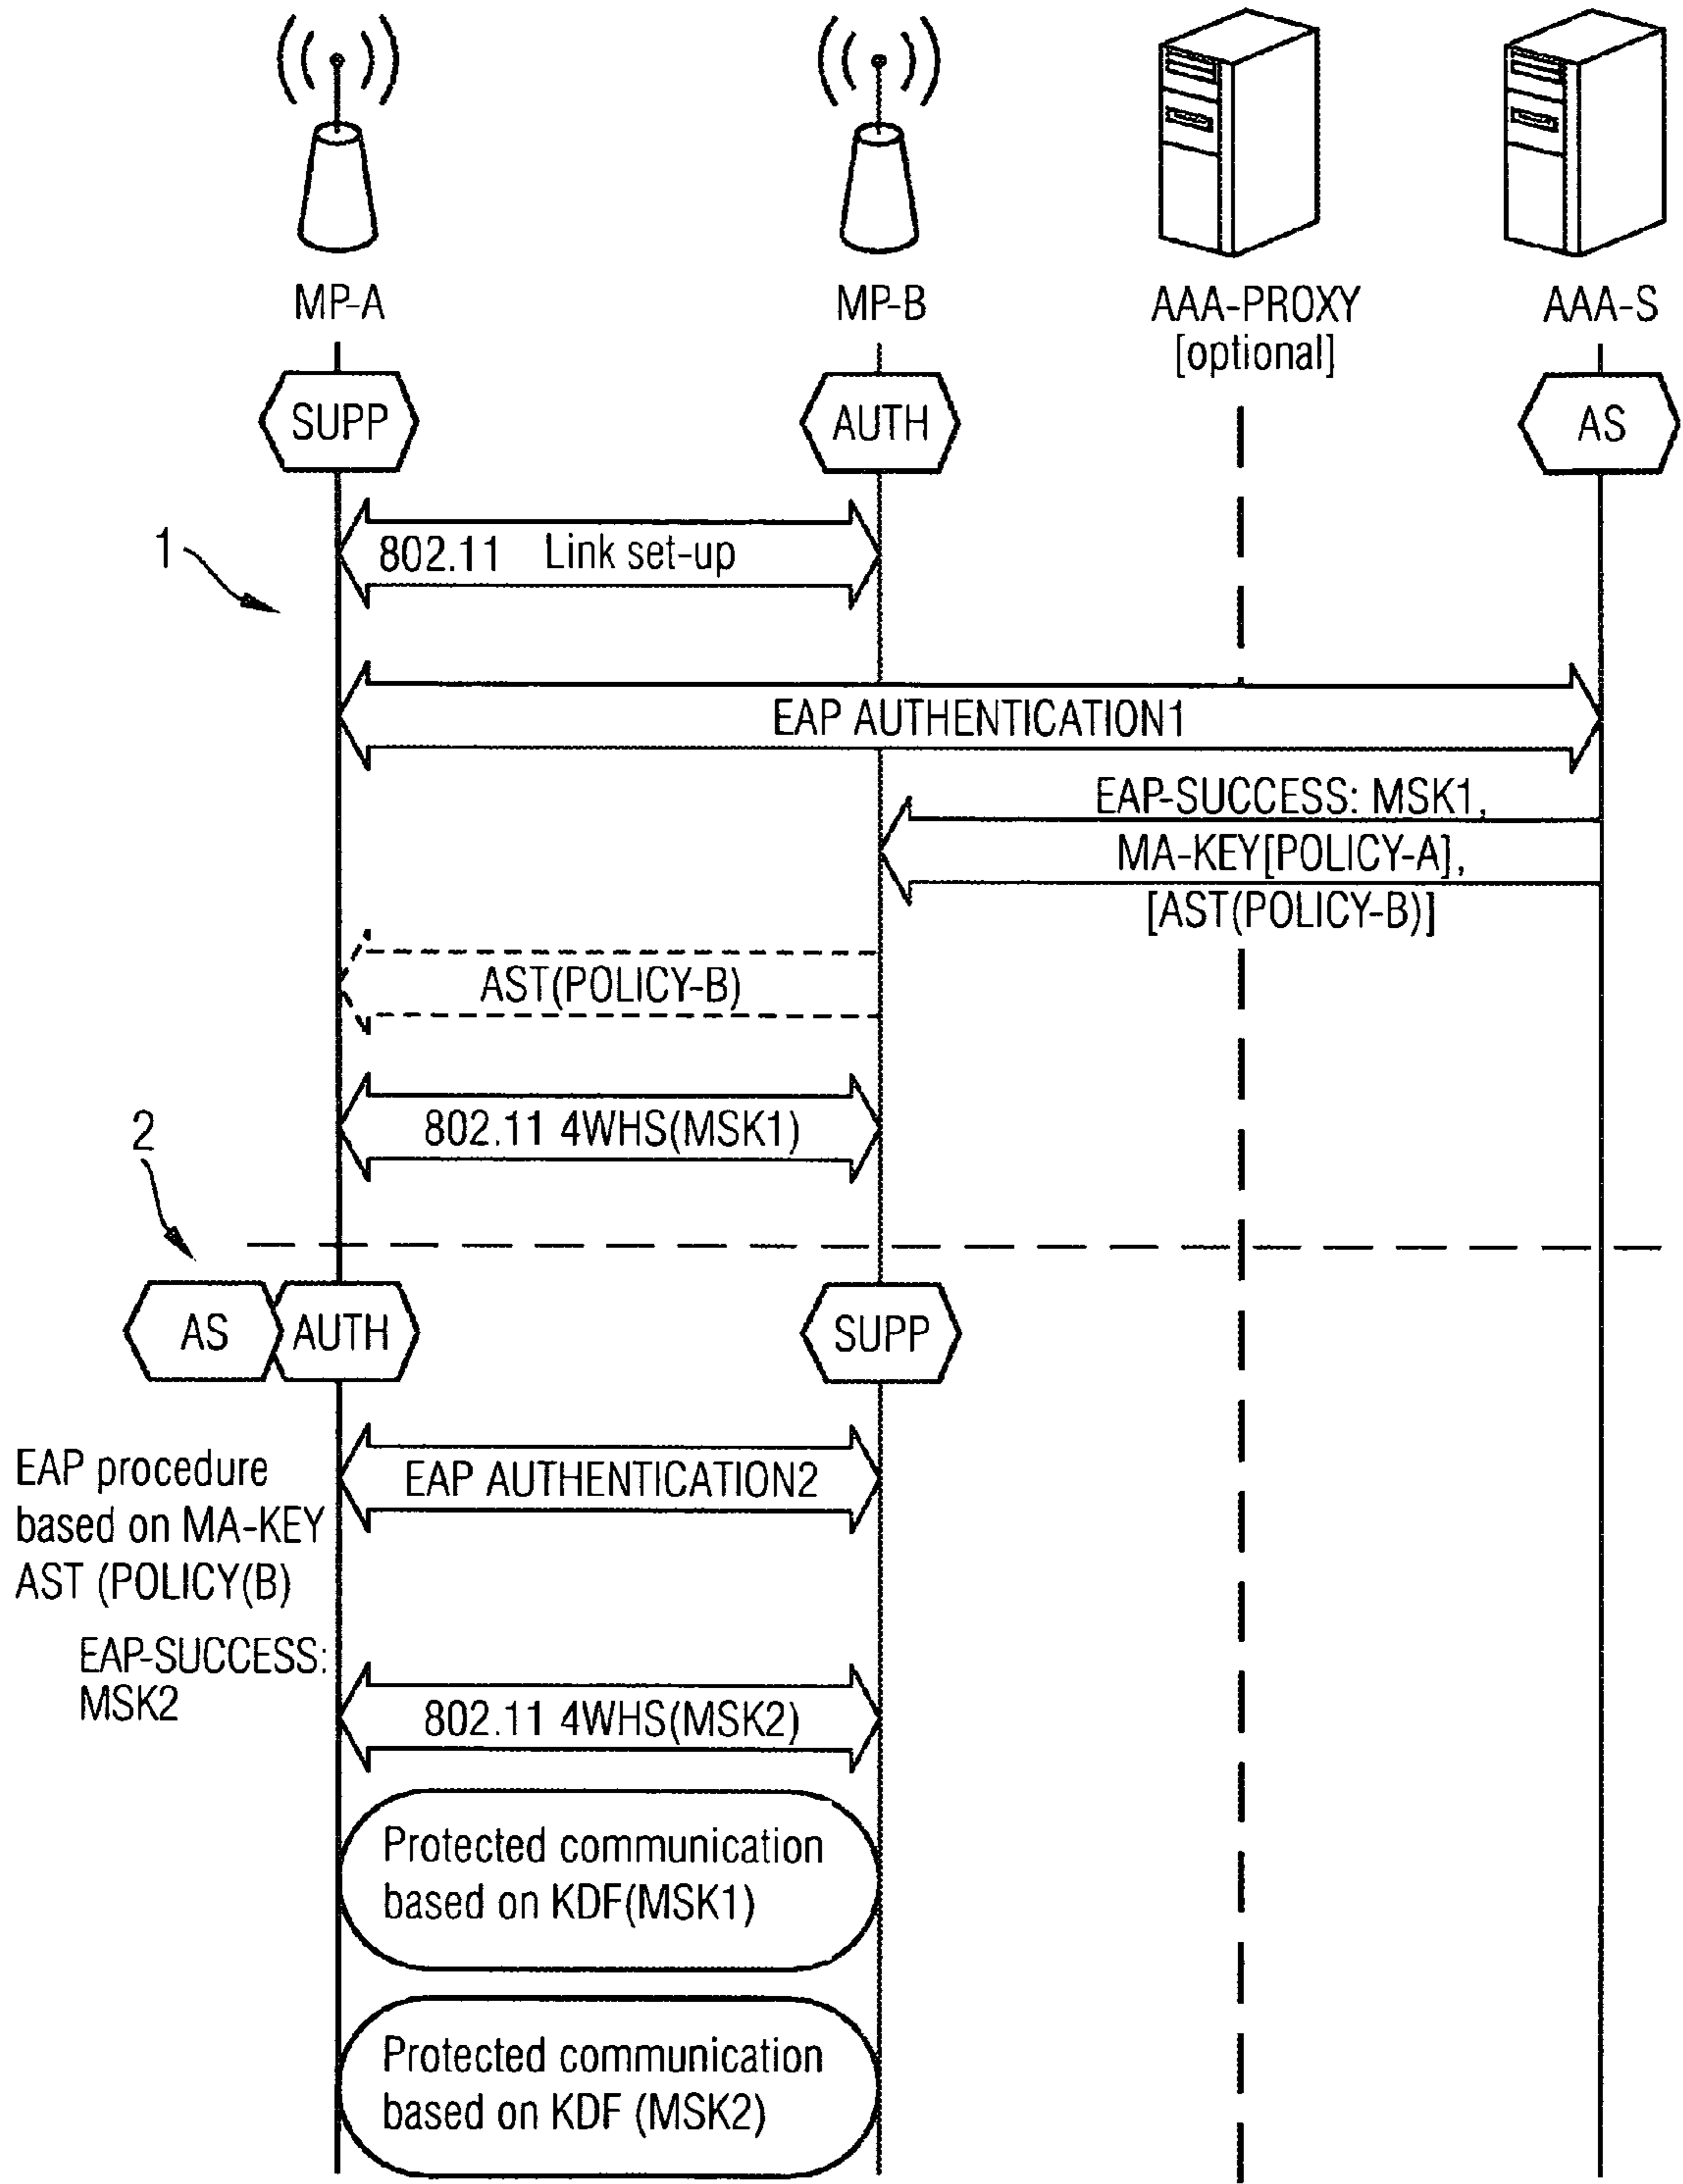 MP-A
MP-B
AAA-PROXY
[optional]
AAA-S
SUPP
AUTH
AS
1
802.11 Link set-up
EAP AUTHENTICATION1
EAP-SUCCESS: MSK1,
MA-KEY[POLICY-A],
[AST(POLICY-B)]
AST(POLICY-B)
802.11 4WHS(MSK1)
2
AS
AUTH
SUPP
EAP procedure
based on MA-KEY
AST (POLICY(B)
EAP AUTHENTICATION2
EAP-SUCCESS:
MSK2
802.11 4WHS(MSK2)
Protected communication
based on KDF(MSK1)
Protected communication
based on KDF (MSK2)